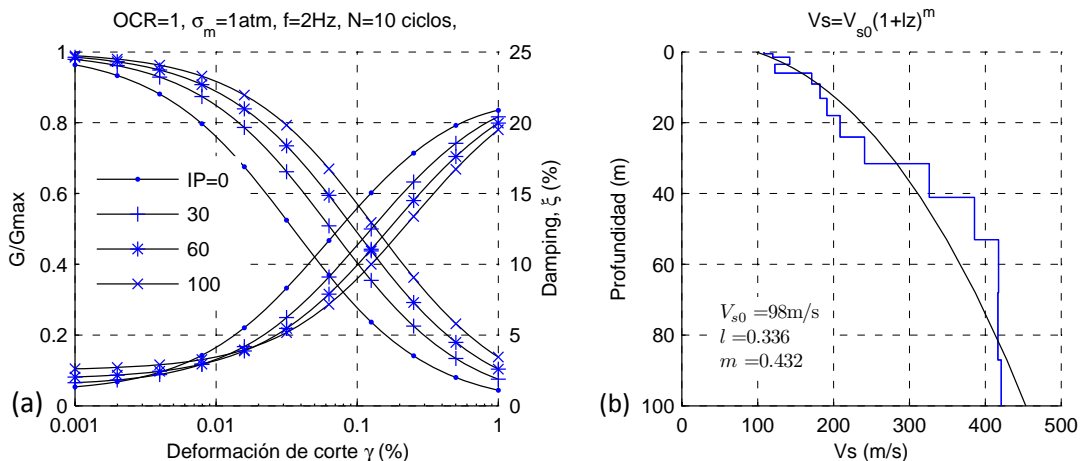 OCR=1, σm=1atm, f=2Hz, N=10 ciclos,
1
0.8
0.6
0.4
0.2
0
G/Gmax
IP=0
30
60
100
25
20
15
10
5
0
Damping, ξ (%)
0.001
0.01
0.1
1
Deformación de corte γ (%)
(a)
Vs=Vs0(1+lz)^m
0
20
40
60
80
100
Profundidad (m)
Vs0=98m/s
l=0.336
m=0.432
0
100
200
300
400
500
Vs (m/s)
(b)